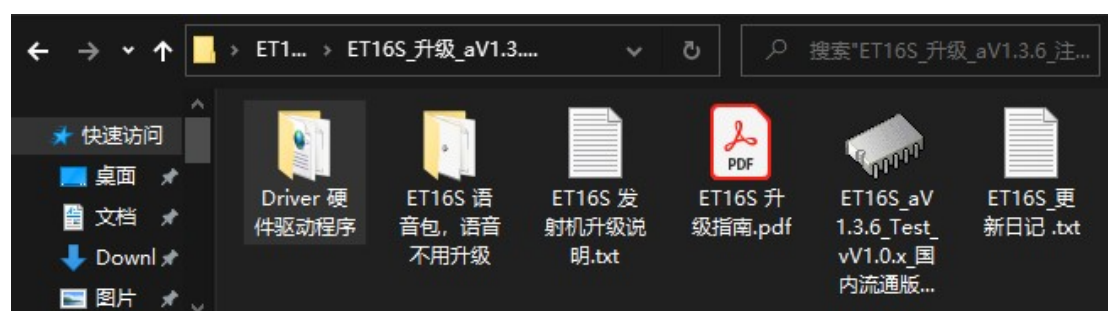 ET1... › ET16S_升级_aV1.3....
搜索"ET16S_升级_aV1.3.6_注...
快速访问
桌面
文档
Downl
图片
Driver 硬
件驱动程序
ET16S 语
音包，语音
不用升级
ET16S 发
射机升级说
明.txt
PDF
ET16S 升
级指南.pdf
ET16S_aV
1.3.6_Test_
vV1.0.x_国
内流通版...
ET16S_更
新日记 .txt